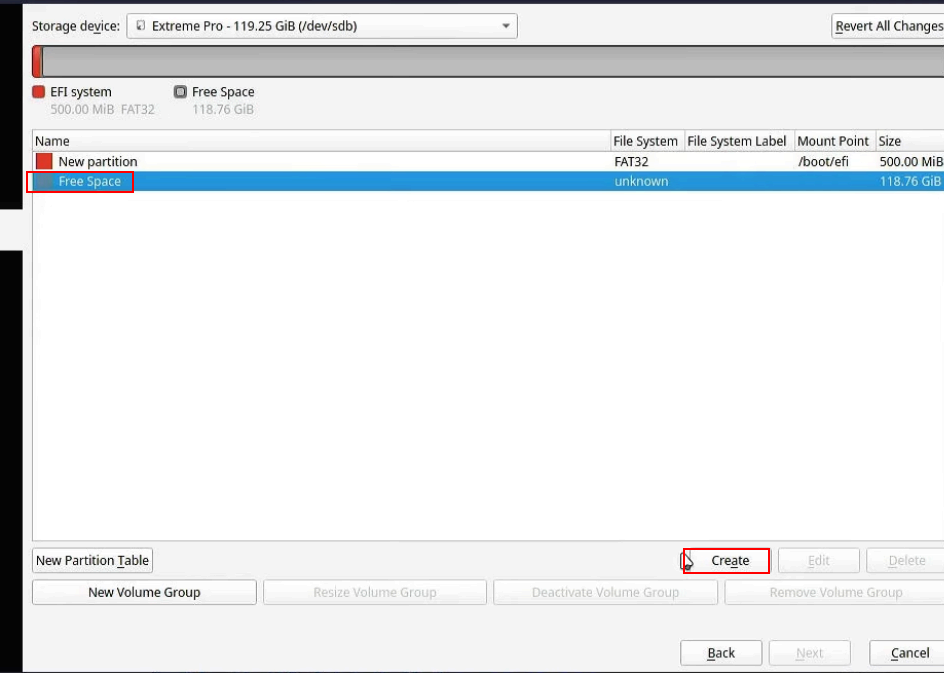 Storage device: Extreme Pro - 119.25 GiB (/dev/sdb) Revert All Changes
EFI system Free Space
500.00 MiB FAT32 118.76 GiB
Name File System File System Label Mount Point Size
New partition FAT32 /boot/efi 500.00 MiB
Free Space unknown 118.76 GiB
New Partition Table Create Edit Delete
New Volume Group Resize Volume Group Deactivate Volume Group Remove Volume Group
Back Next Cancel